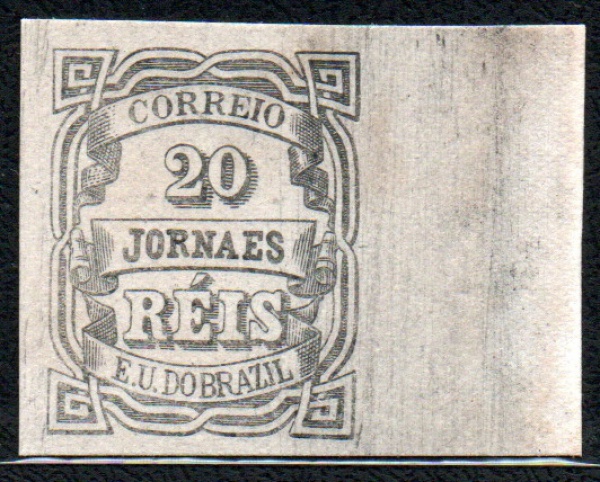 CORREIO
20
JORNAES
RÉIS
E.U.DO BRAZIL